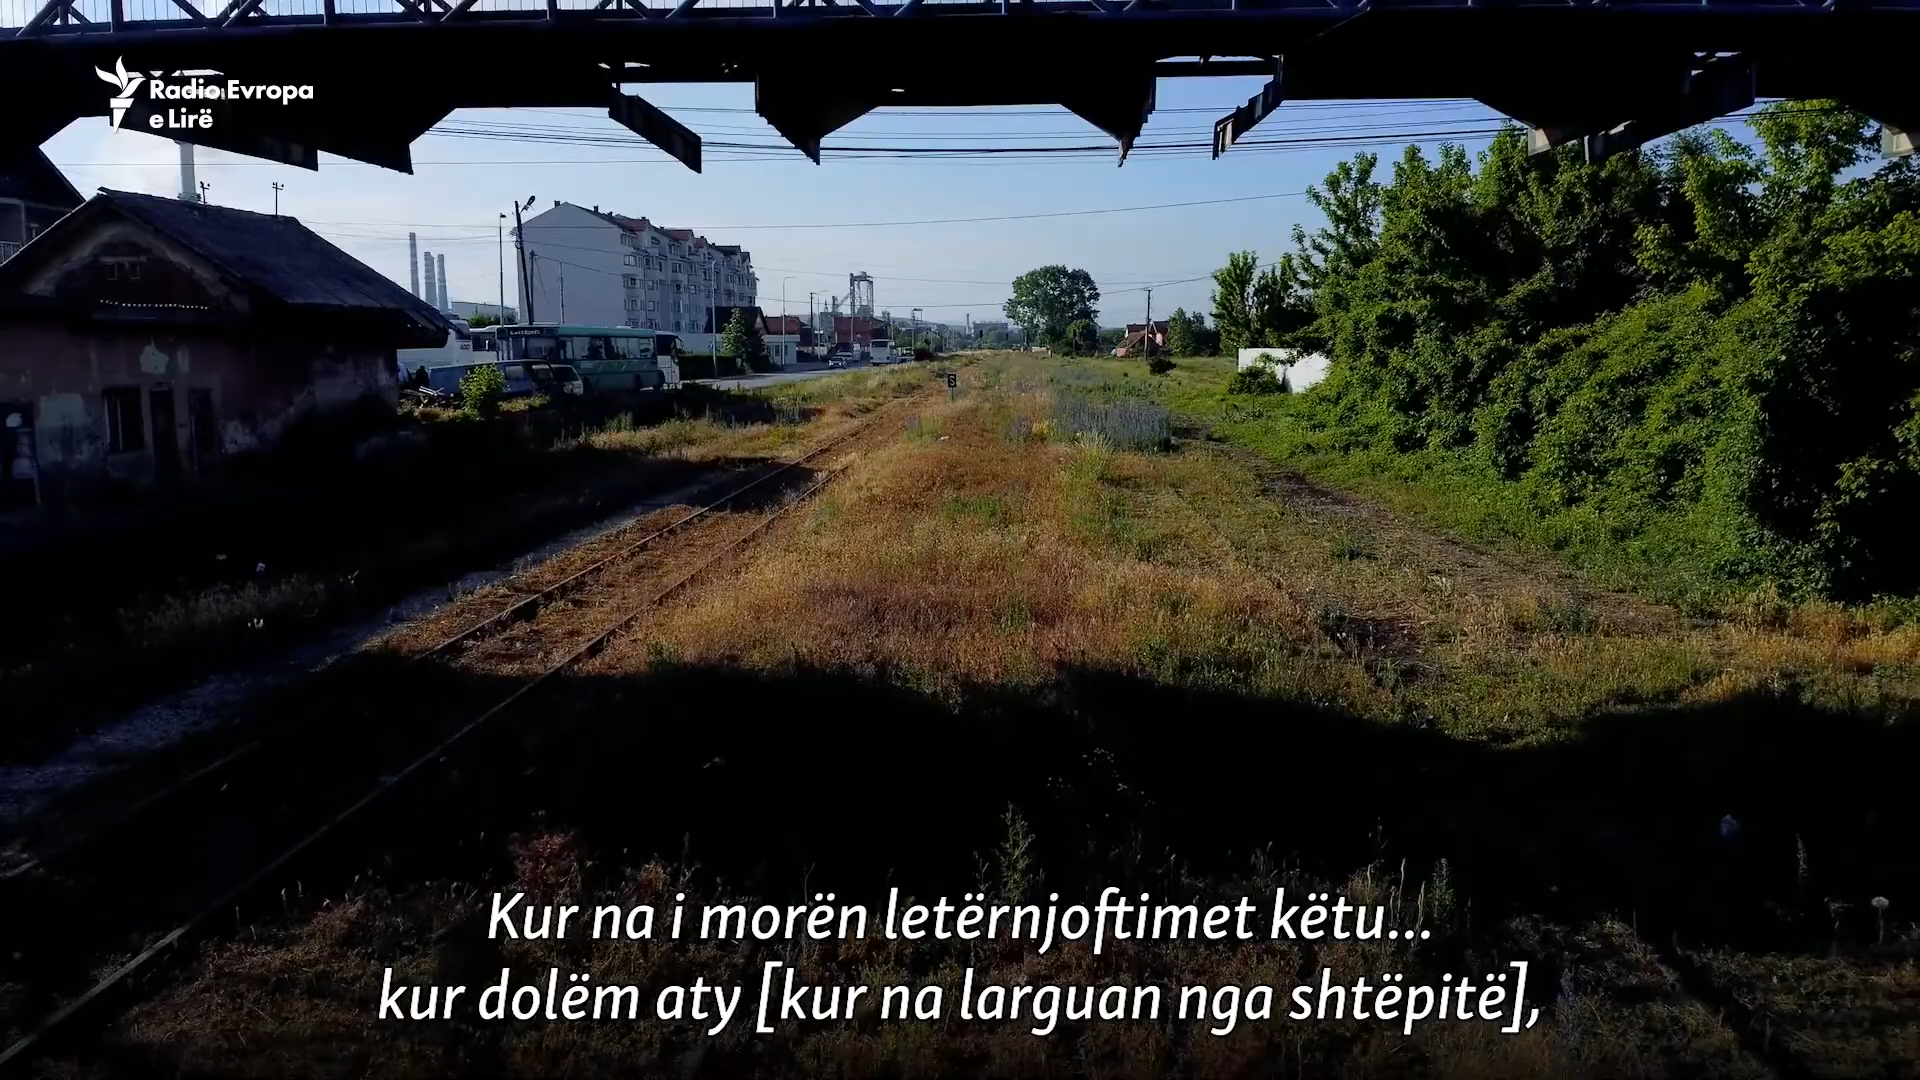 Radio Evropa
e Lirë
S
Kur na i morën letërnjoftimet këtu...
kur dolëm aty [kur na larguan nga shtëpitë],